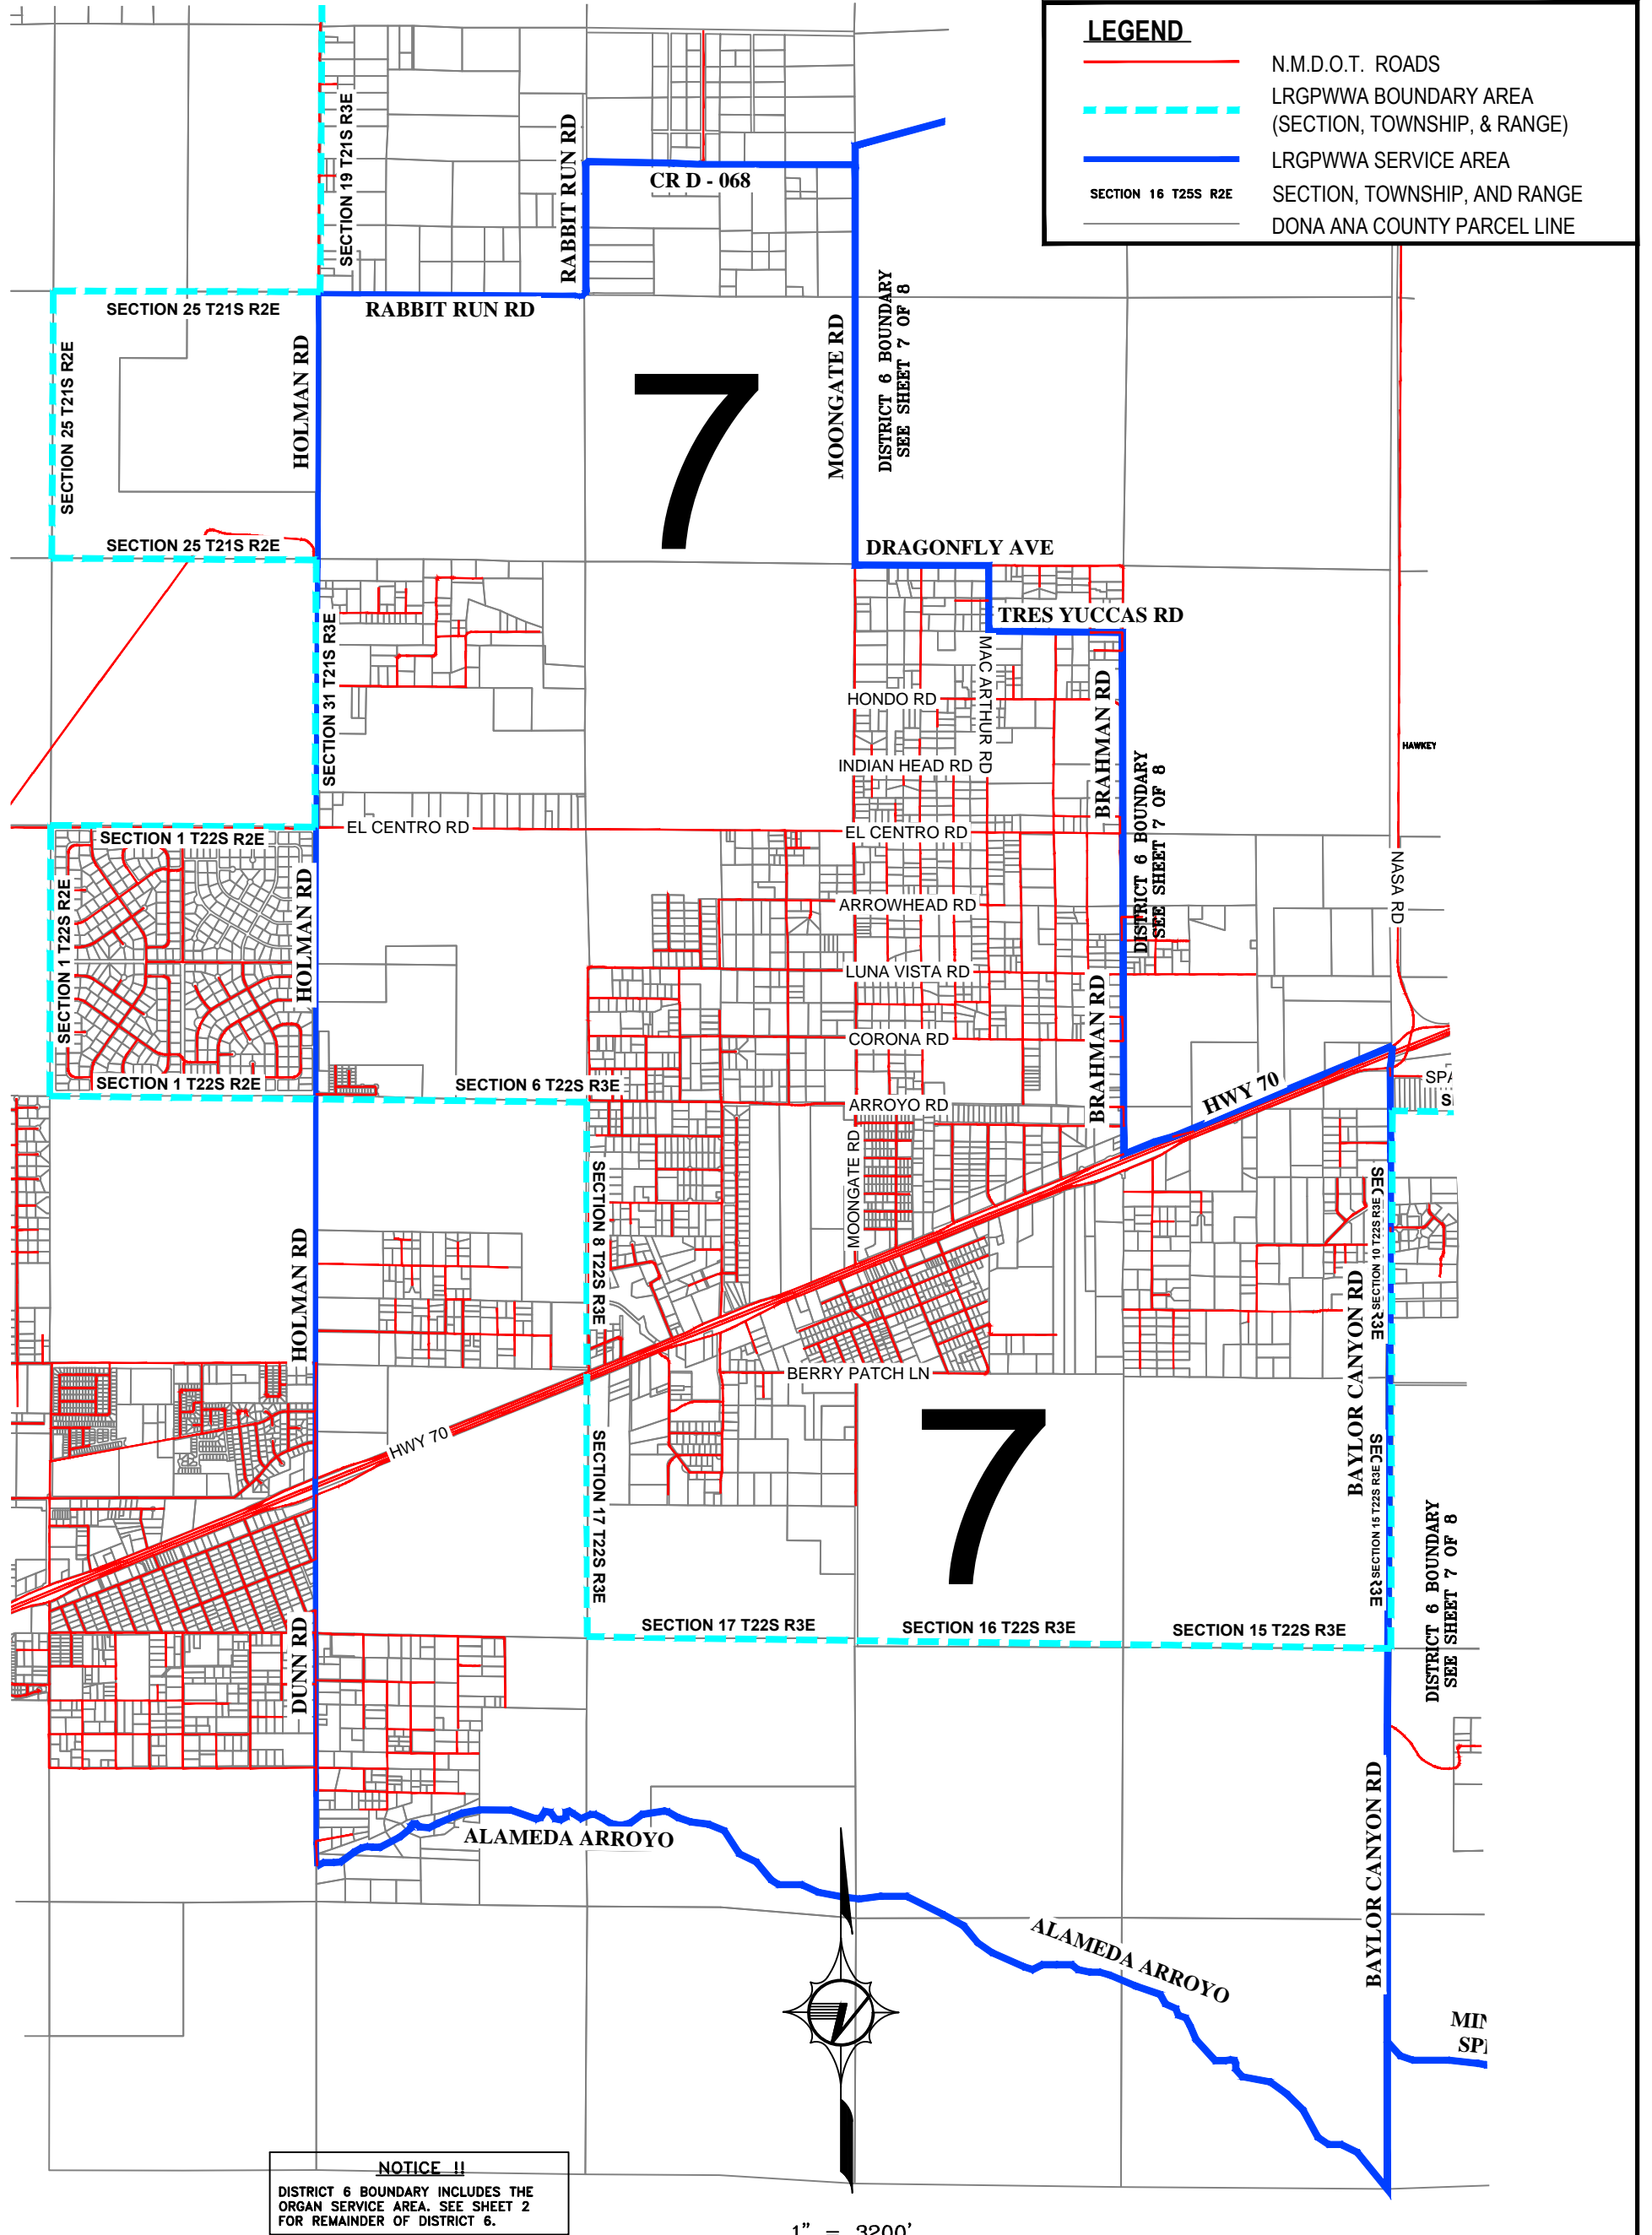 LEGEND
N.M.D.O.T. ROADS
LRGPWWA BOUNDARY AREA
(SECTION, TOWNSHIP, & RANGE)
LRGPWWA SERVICE AREA
SECTION 16 T25S R2E
SECTION, TOWNSHIP, AND RANGE
DONA ANA COUNTY PARCEL LINE
SECTION 19 T21S R3E
RABBIT RUN RD
CR D - 068
SECTION 25 T21S R2E
RABBIT RUN RD
SECTION 25 T21S R2E
HOLMAN RD
7
MOONGATE RD
DISTRICT 6 BOUNDARY
SEE SHEET 7 OF 8
SECTION 25 T21S R2E
DRAGONFLY AVE
TRES YUCCAS RD
SECTION 31 T21S R3E
MAC ARTHUR RD
HONDO RD
BRAHMAN RD
INDIAN HEAD RD
HAWKEY
DISTRICT 6 BOUNDARY
SEE SHEET 7 OF 8
EL CENTRO RD
EL CENTRO RD
SECTION 1 T22S R2E
SECTION 1 T22S R2E
HOLMAN RD
NASA RD
ARROWHEAD RD
LUNA VISTA RD
BRAHMAN RD
CORONA RD
SECTION 1 T22S R2E
SECTION 6 T22S R3E
HWY 70
ARROYO RD
MOONGATE RD
SECTION 8 T22S R3E
SECTION 10 T22S R3E
HOLMAN RD
BAYLOR CANYON RD
BERRY PATCH LN
7
HWY 70
SECTION 17 T22S R3E
SECTION 15 T22S R3E
DISTRICT 6 BOUNDARY
SEE SHEET 7 OF 8
SECTION 17 T22S R3E
SECTION 16 T22S R3E
SECTION 15 T22S R3E
DUNN RD
ALAMEDA ARROYO
BAYLOR CANYON RD
ALAMEDA ARROYO
NOTICE !!
DISTRICT 6 BOUNDARY INCLUDES THE
ORGAN SERVICE AREA. SEE SHEET 2
FOR REMAINDER OF DISTRICT 6.
1" = 3200'